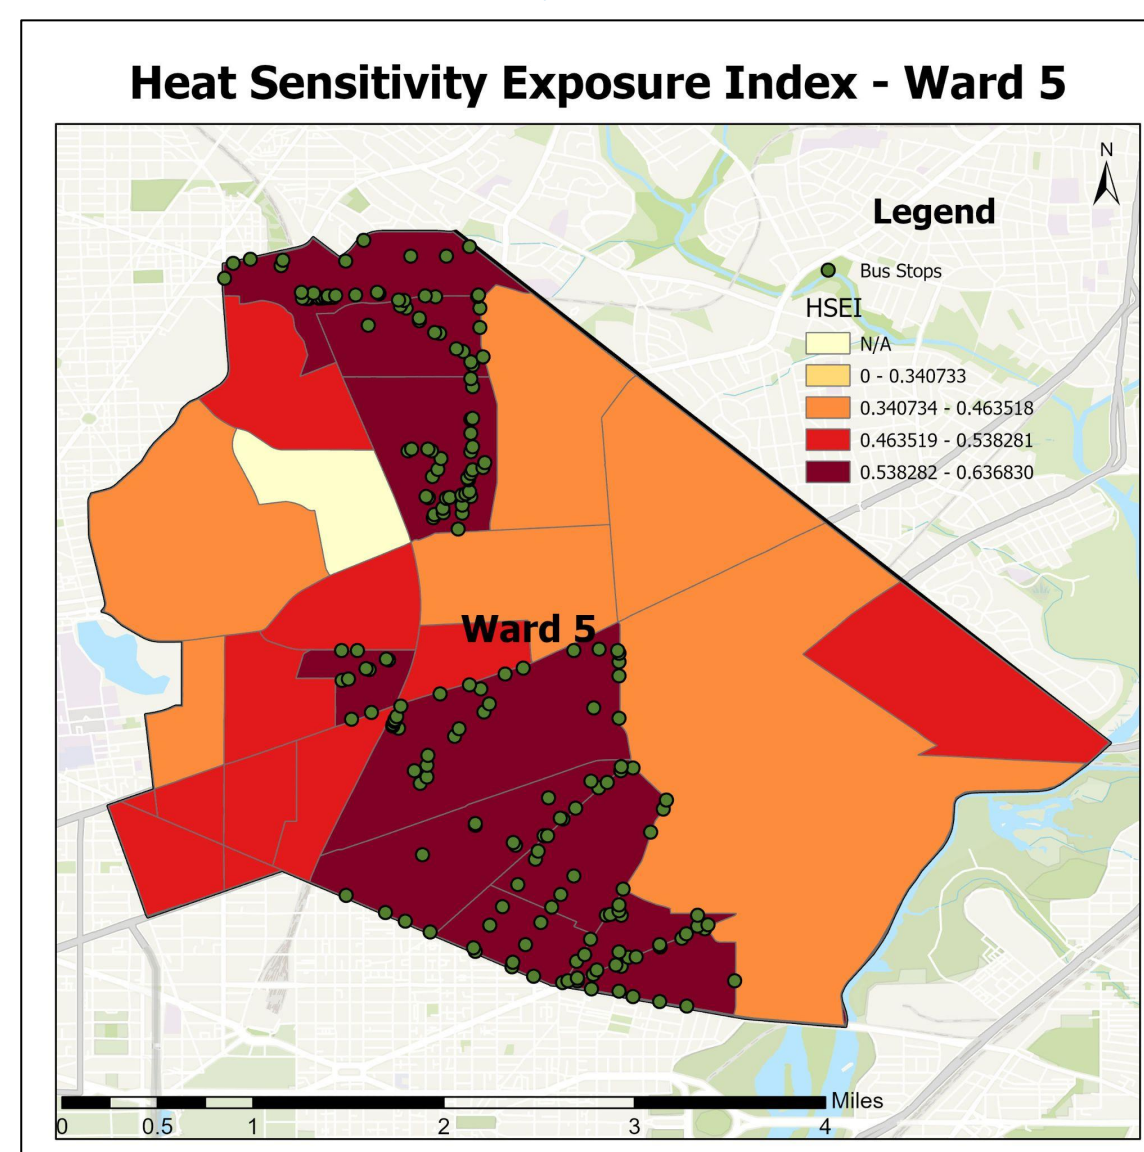 Heat Sensitivity Exposure Index - Ward 5
N
Legend
Bus Stops
HSEI
N/A
0 - 0.340733
0.340734 - 0.463518
0.463519 - 0.538281
0.538282 - 0.636830
Ward 5
Miles
0 0.5 1 2 3 4